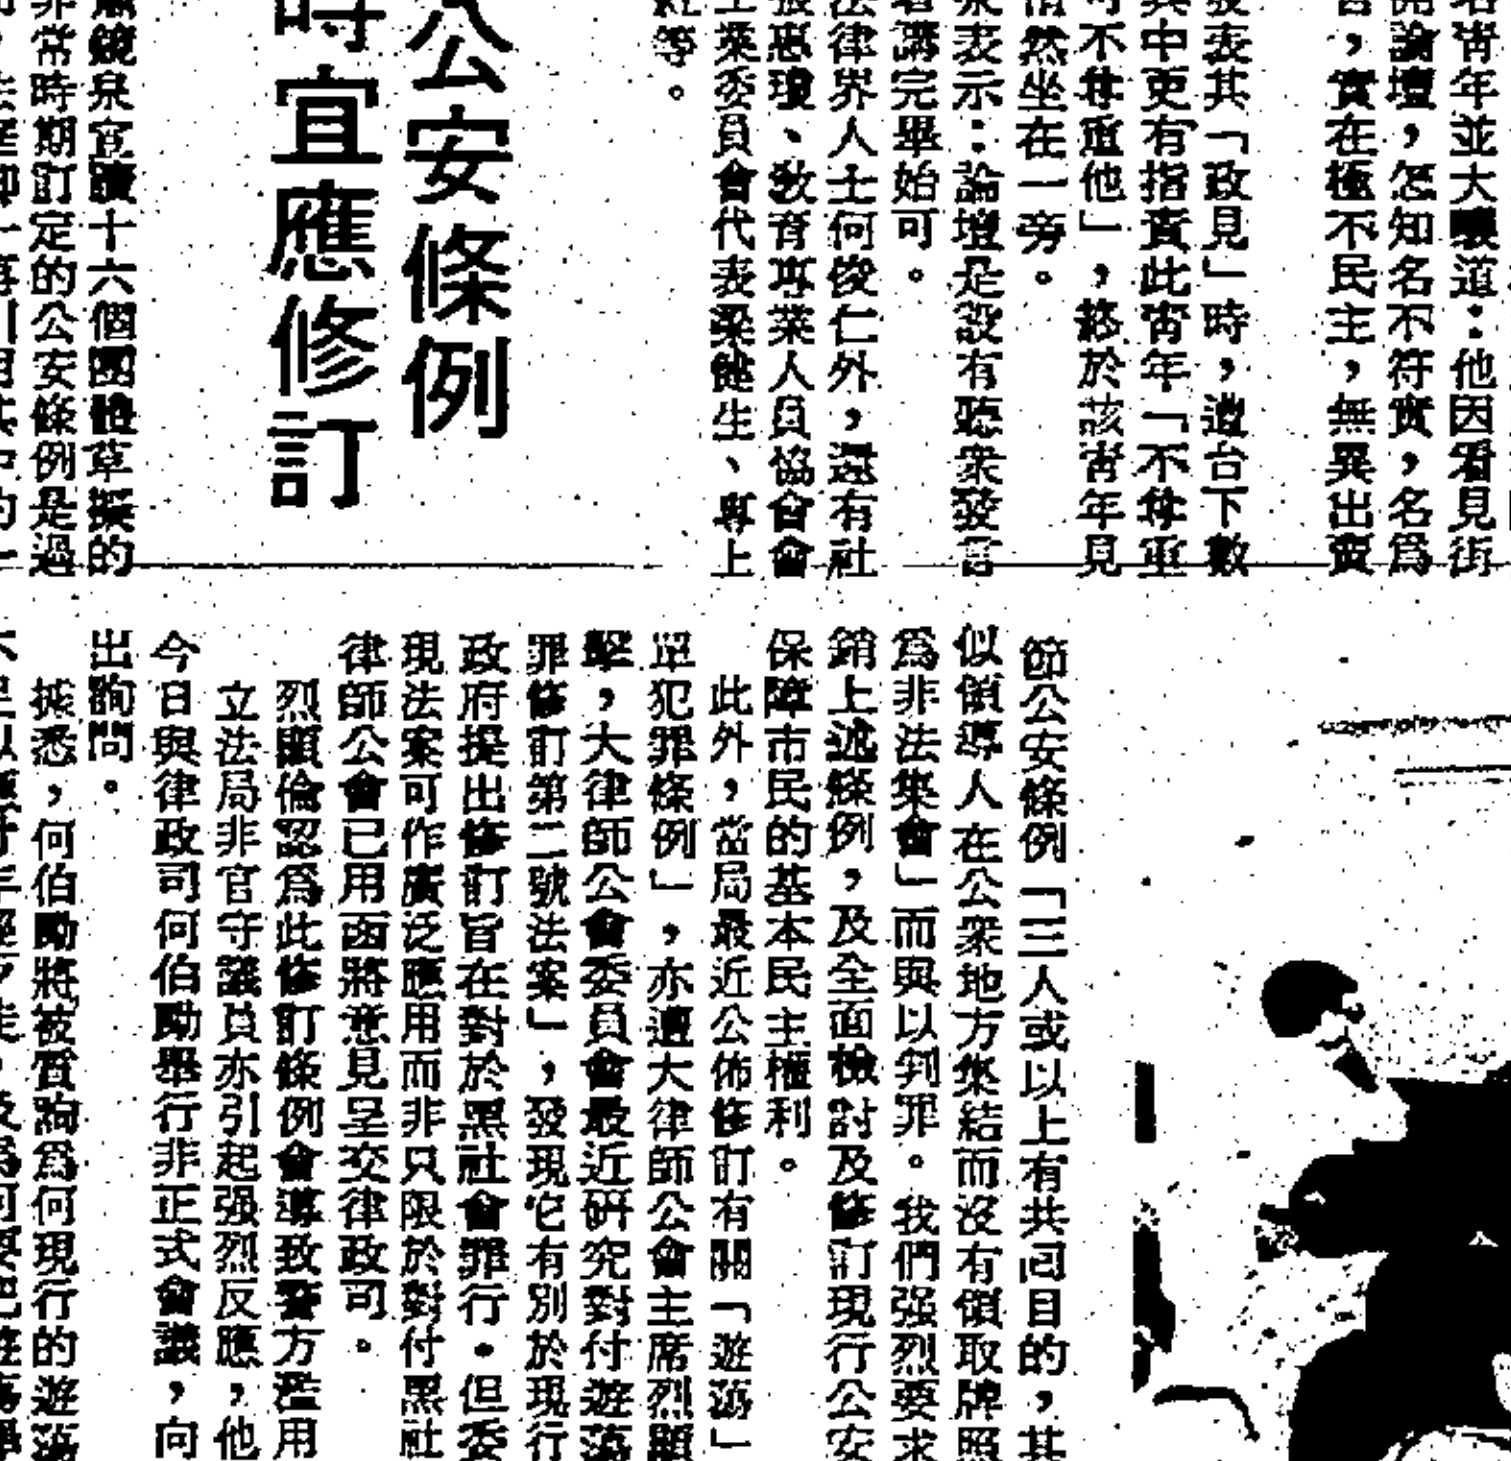 名青年並大嚷道：他因看見街
開論壇，怎知名不符實，名為
言，實在極不民主，無異出賣
發表其「政見」時，遭台下數
其中更有指責此青年「不尊重
可不尊重他」，終於該青年見
悄然坐在一旁。
衆表示：論壇是設有聽衆發言
者講完畢始可。
法律界人士何俊仁外，還有社
張惠瓊、教育專業人員協會會
工業委員會代表梁健生、與上
紅等。
公安條例
時宜應修訂
鏡泉宣讀十六個團體草擬的
非常時期訂定的公安條例是過
節公安條例「三人或以上有共同目的，其
似領導人在公衆地方集結而沒有領取牌照
為非法集會」而與以判罪。我們强烈要求
銷上述條例，及全面檢討及修訂現行公安
保障市民的基本民主權利。
此外，當局最近公佈修訂有關「遊蕩」
單犯罪條例」，亦遭大律師公會主席烈顯
擊，大律師公會委員會最近研究對付遊蕩
罪修訂第二號法案」，發現它有別於現行
政府提出修訂旨在對於黑社會罪行。但委
現法案可作廣泛應用而非只限於對付黑社
律師公會已用函將意見呈交律政司。
烈顯倫認為此修訂條例會導致警方濫用
立法局非官守議員亦引起强烈反應，他
今日與律政司何伯勵舉行非正式會議，向
出詢問。
據悉，何伯勵將被質詢為何現行的遊蕩